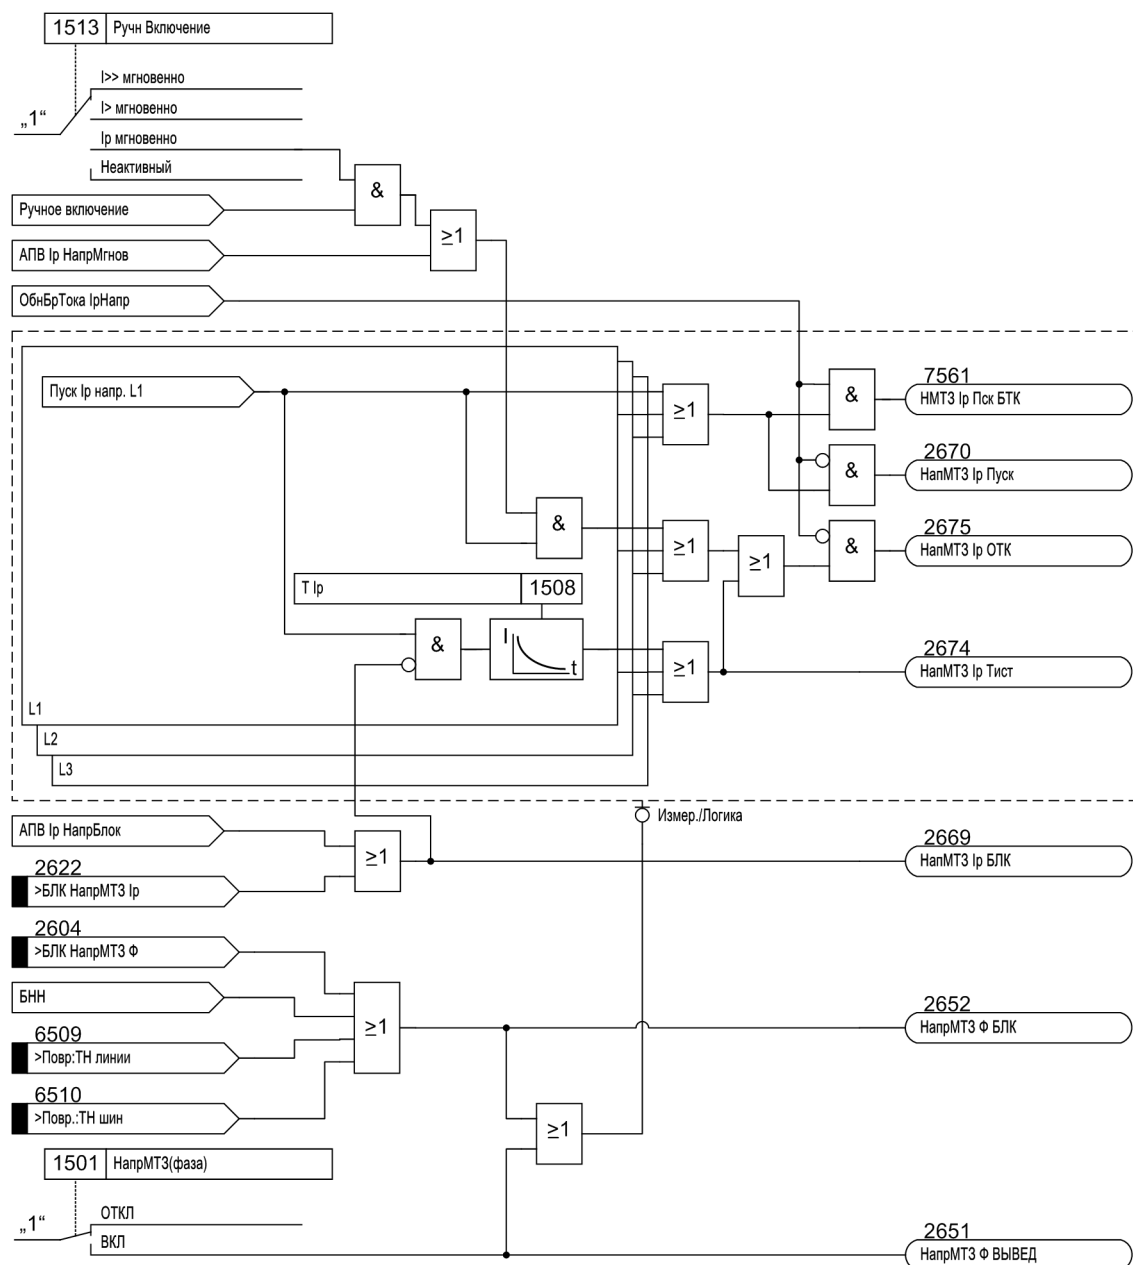 1513 Ручн Включение
I>> мгновенно
I> мгновенно
„1“
Ip мгновенно
Неактивный
&
Ручное включение
≥1
АПВ Ip НапрМгнов
ОбнБрТока IpНапр
7561
Пуск Ip напр. L1
≥1
&
НМТЗ Ip Пск БТК
2670
&
НапМТЗ Ip Пуск
2675
&
≥1
≥1
&
НапМТЗ Ip ОТК
T Ip 1508
&
I
t
≥1
2674
НапМТЗ Ip Тист
L1
L2
L3
Измер./Логика
АПВ Ip НапрБлок
≥1
2669
НапМТЗ Ip БЛК
2622
>БЛК НапрМТЗ Ip
2604
>БЛК НапрМТЗ Ф
БНН
≥1
2652
НапрМТЗ Ф БЛК
6509
>Повр:ТН линии
6510
>Повр.:ТН шин
≥1
1501 НапрМТЗ(фаза)
„1“
ОТКЛ
ВКЛ
2651
НапрМТЗ Ф ВЫВЕД